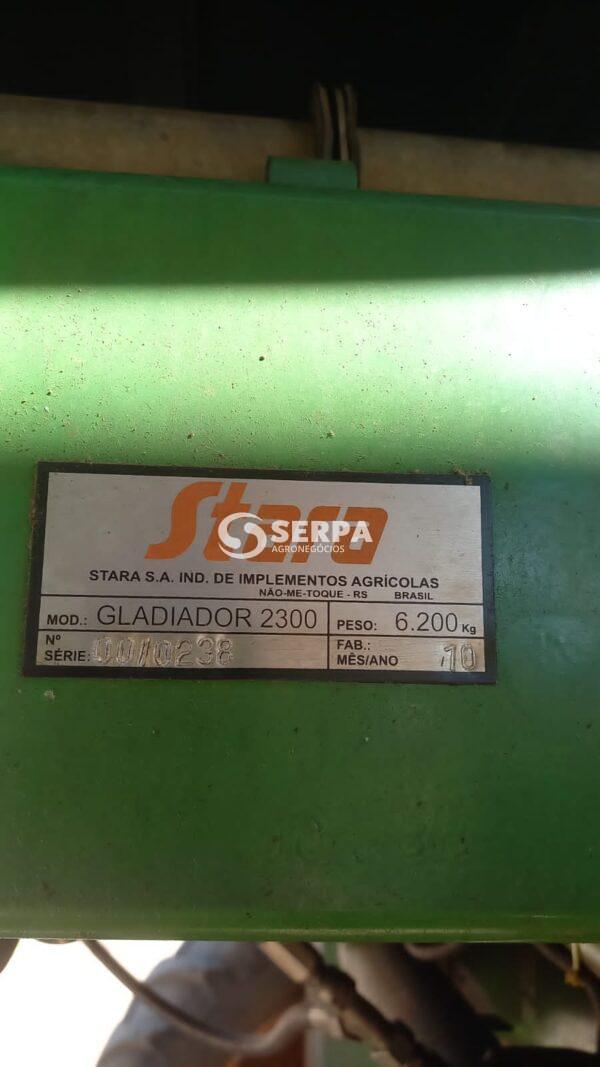 Stara
SERPA
AGRONEGÓCIOS
STARA S.A. IND. DE IMPLEMENTOS AGRÍCOLAS
NÃO-ME-TOQUE - RS BRASIL
MOD.: GLADIADOR 2300 PESO: 6.200 Kg
Nº SÉRIE: 00/0238 FAB.: MÊS/ANO 10